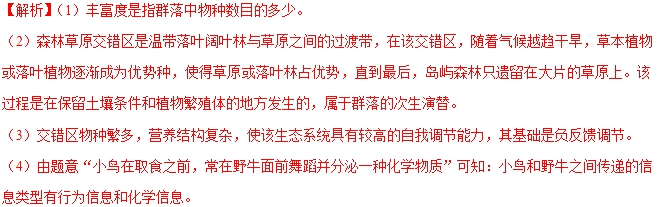 【解析】（1）丰富度是指群落中物种数目的多少。
（2）森林草原交错区是温带落叶阔叶林与草原之间的过渡带，在该交错区，随着气候越趋干旱，草本植物
或落叶植物逐渐成为优势种，使得草原或落叶林占优势，直到最后，岛屿森林只遗留在大片的草原上。该
过程是在保留土壤条件和植物繁殖体的地方发生的，属于群落的次生演替。
（3）交错区物种繁多，营养结构复杂，使该生态系统具有较高的自我调节能力，其基础是负反馈调节。
（4）由题意“小鸟在取食之前，常在野牛面前舞蹈并分泌一种化学物质”可知：小鸟和野牛之间传递的信
息类型有行为信息和化学信息。